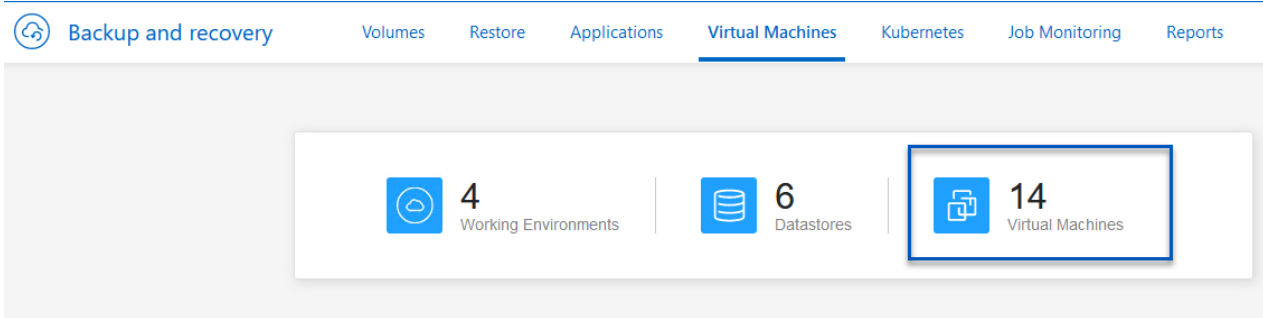 Backup and recovery Volumes Restore Applications Virtual Machines Kubernetes Job Monitoring Reports
4 6 14
Working Environments Datastores Virtual Machines